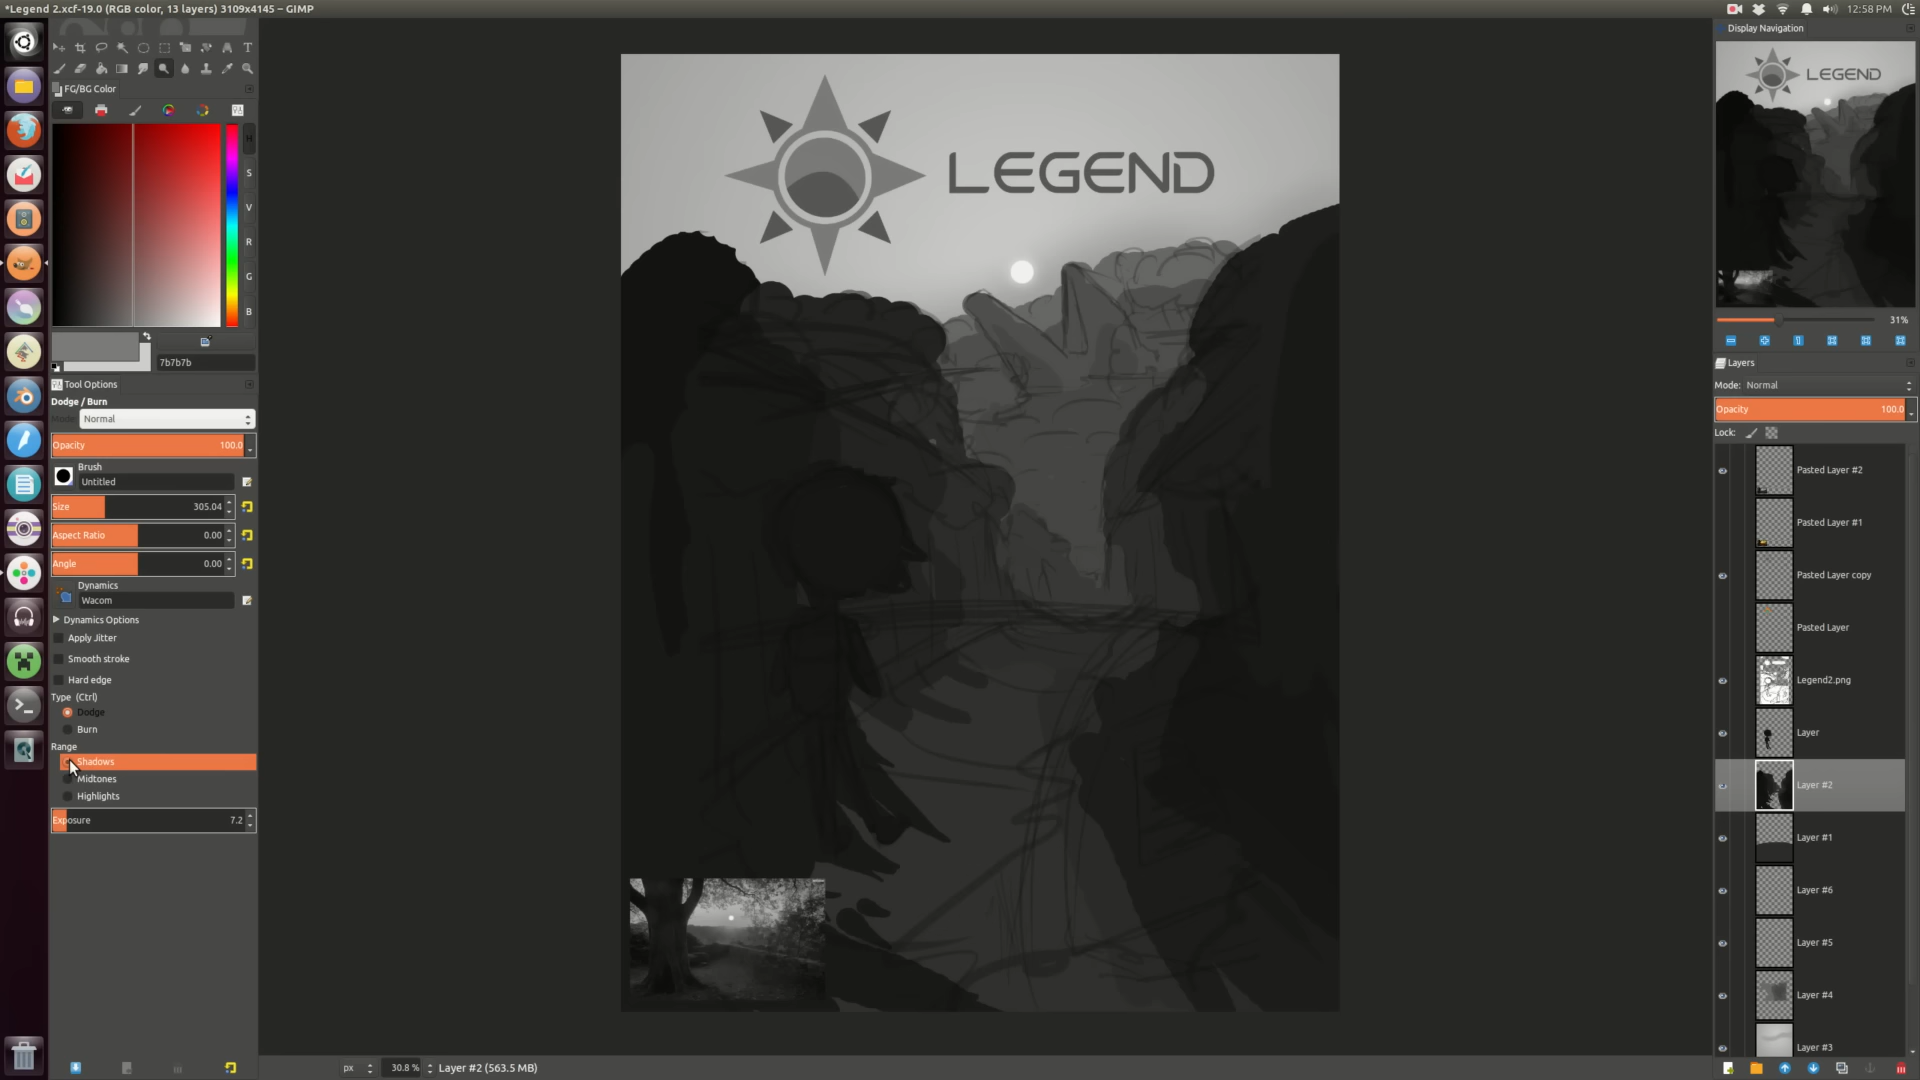 *Legend 2.xcf-19.0 (RGB color, 13 layers) 3109x4145 – GIMP
12:58 PM
FG/BG Color
H
S
V
R
G
B
7b7b7b
Tool Options
Dodge / Burn
Mode: Normal
Opacity 100.0
Brush
Untitled
Size 305.04
Aspect Ratio 0.00
Angle 0.00
Dynamics
Wacom
Dynamics Options
Apply Jitter
Smooth stroke
Hard edge
Type (Ctrl)
Dodge
Burn
Range
Shadows
Midtones
Highlights
Exposure 7.2
LEGEND
px 30.8 % Layer #2 (563.5 MB)
Display Navigation
LEGEND
31%
Layers
Mode: Normal
Opacity 100.0
Lock:
Pasted Layer #2
Pasted Layer #1
Pasted Layer copy
Pasted Layer
Legend2.png
Layer
Layer #2
Layer #1
Layer #6
Layer #5
Layer #4
Layer #3